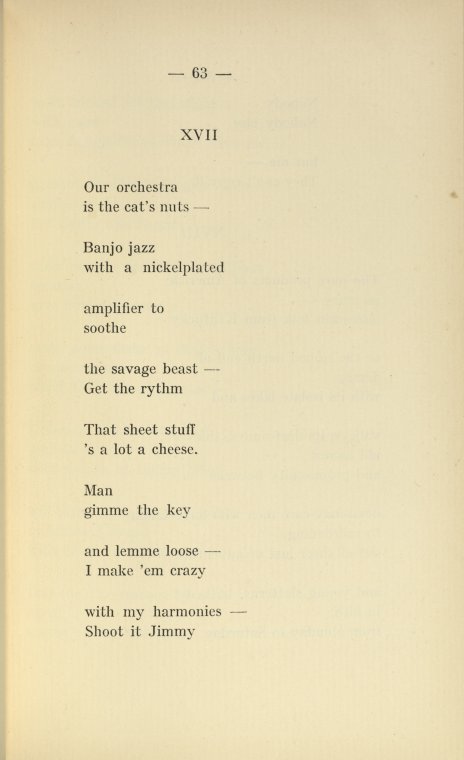 — 63 —
XVII
Our orchestra
is the cat's nuts —
Banjo jazz
with a nickelplated
amplifier to
soothe
the savage beast —
Get the rythm
That sheet stuff
's a lot a cheese.
Man
gimme the key
and lemme loose —
I make 'em crazy
with my harmonies —
Shoot it Jimmy